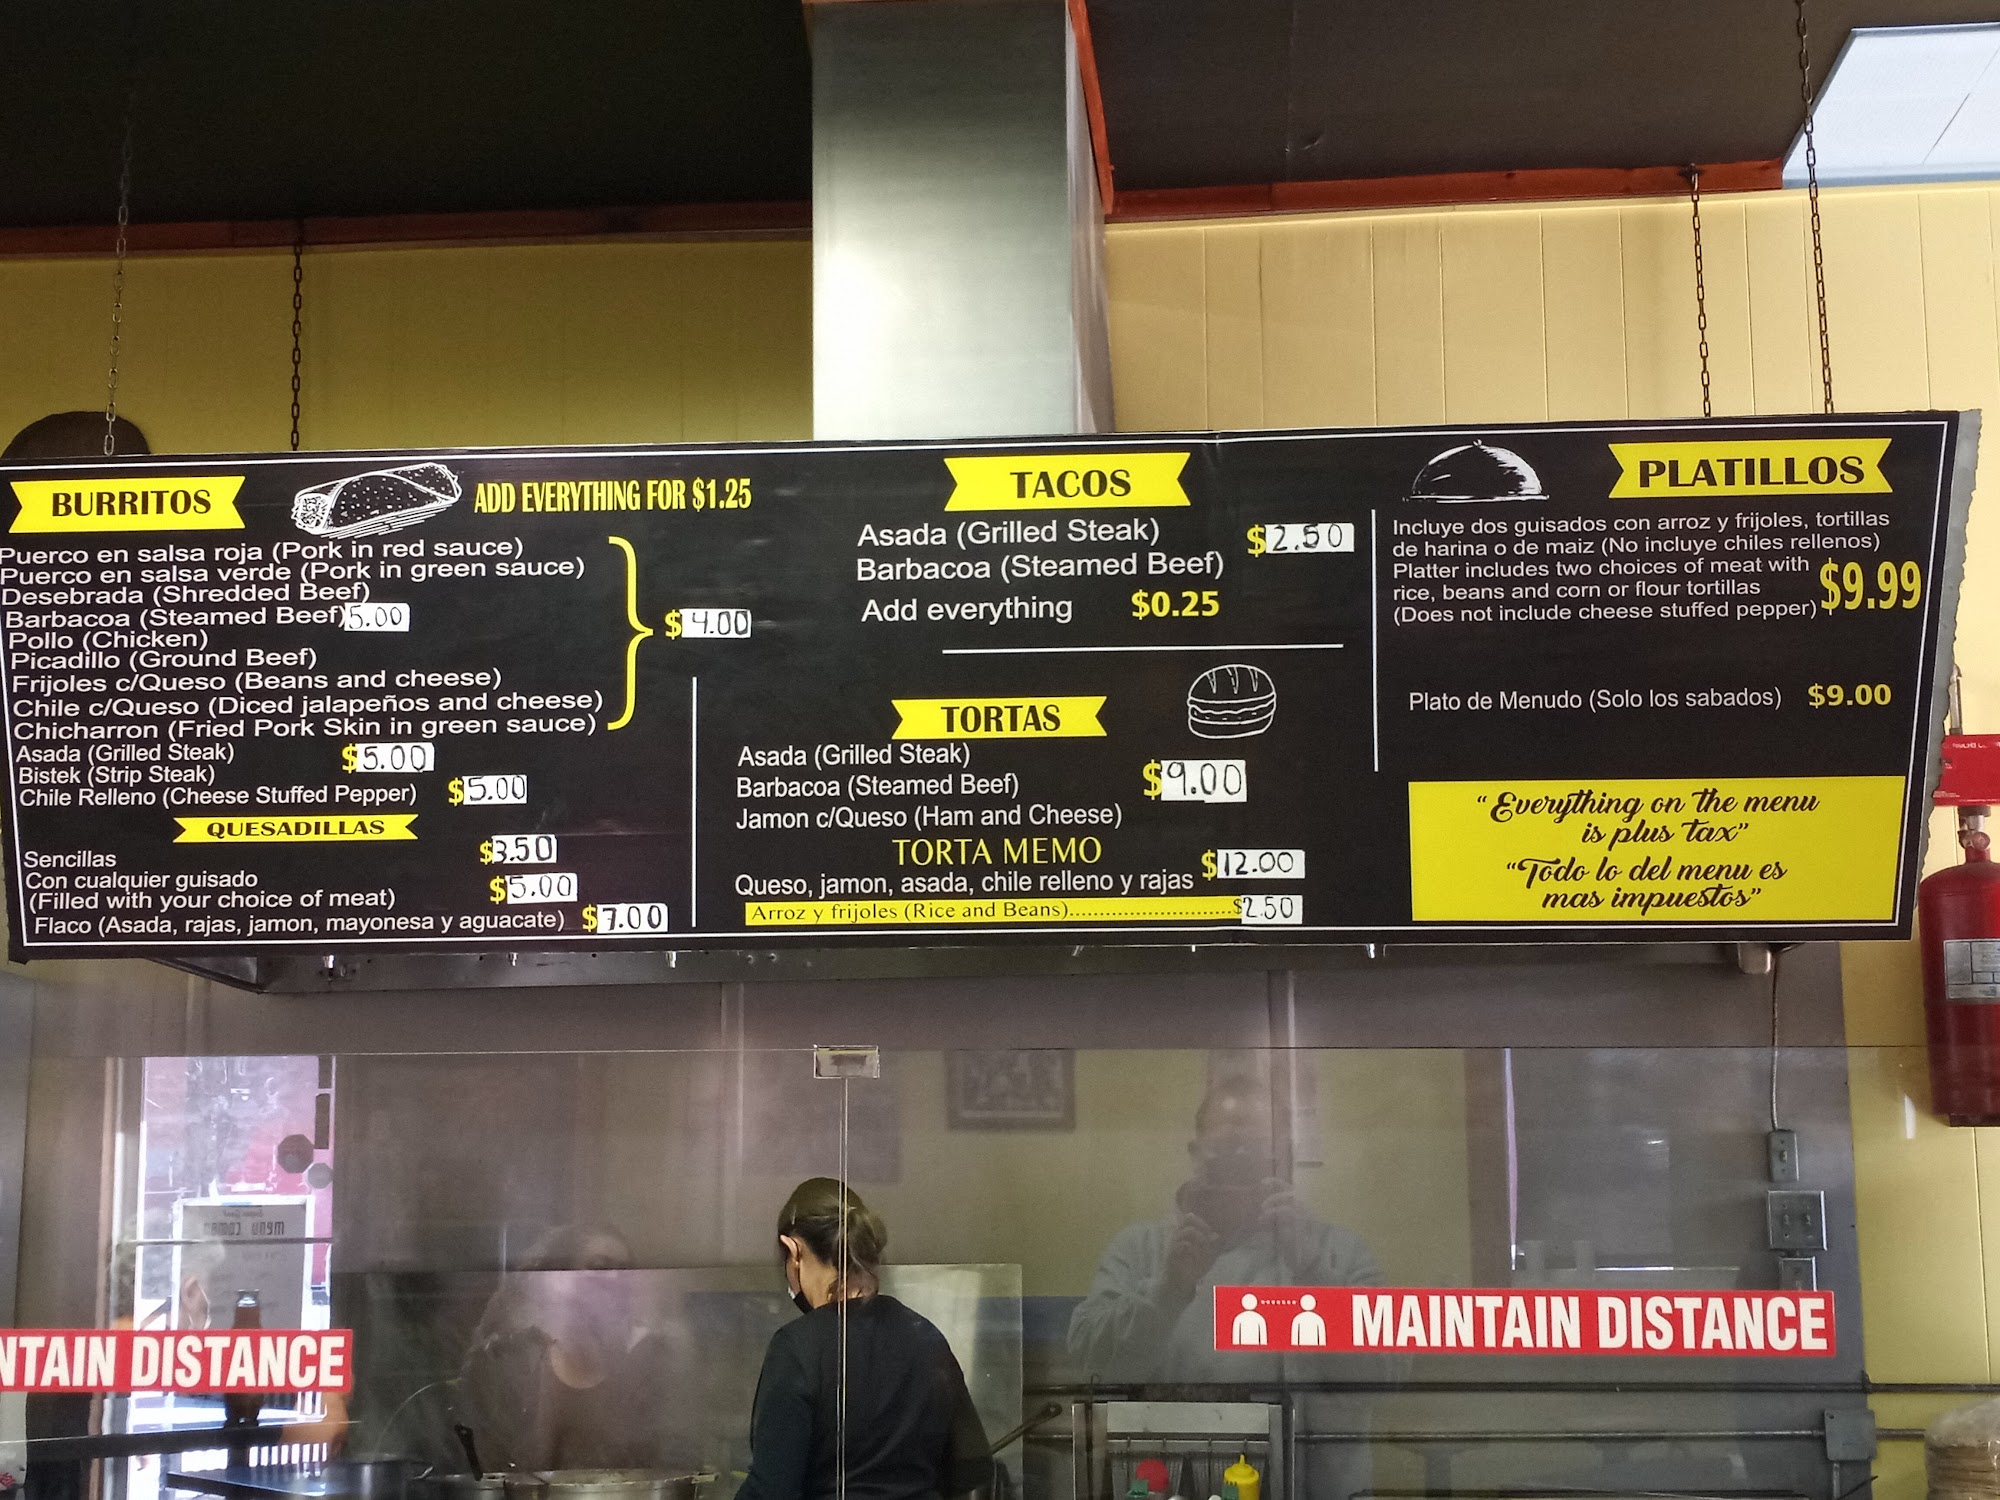 BURRITOS
ADD EVERYTHING FOR $1.25
Puerco en salsa roja (Pork in red sauce)
Puerco en salsa verde (Pork in green sauce)
Desebrada (Shredded Beef)
Barbacoa (Steamed Beef) 5.00
Pollo (Chicken)
Picadillo (Ground Beef)
Frijoles c/Queso (Beans and cheese)
Chile c/Queso (Diced jalapeños and cheese)
Chicharron (Fried Pork Skin in green sauce)
$4.00
Asada (Grilled Steak) $5.00
Bistek (Strip Steak)
Chile Relleno (Cheese Stuffed Pepper) $5.00
QUESADILLAS
Sencillas $3.50
Con cualquier guisado
(Filled with your choice of meat) $5.00
Flaco (Asada, rajas, jamon, mayonesa y aguacate) $7.00
TACOS
Asada (Grilled Steak) $2.50
Barbacoa (Steamed Beef)
Add everything $0.25
TORTAS
Asada (Grilled Steak)
Barbacoa (Steamed Beef) $9.00
Jamon c/Queso (Ham and Cheese)
TORTA MEMO
Queso, jamon, asada, chile relleno y rajas $12.00
Arroz y frijoles (Rice and Beans)..............................$2.50
PLATILLOS
Incluye dos guisados con arroz y frijoles, tortillas
de harina o de maiz (No incluye chiles rellenos)
Platter includes two choices of meat with
rice, beans and corn or flour tortillas
(Does not include cheese stuffed pepper) $9.99
Plato de Menudo (Solo los sabados) $9.00
"Everything on the menu
is plus tax"
"Todo lo del menu es
mas impuestos"
NTAIN DISTANCE
MAINTAIN DISTANCE